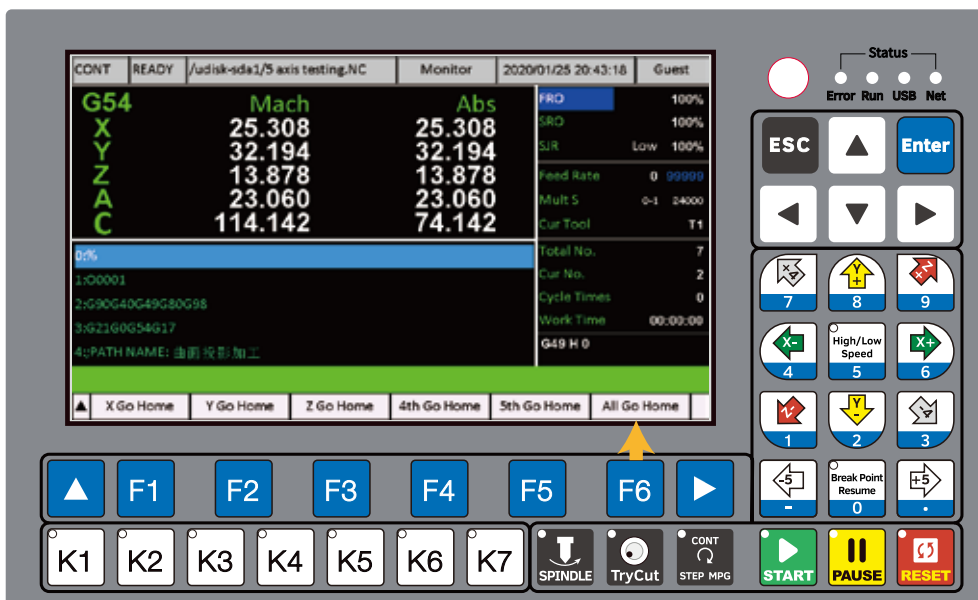 Status
Error Run USB Net
CONT READY /udisk-sda1/5 axis testing.NC Monitor 2020/01/25 20:43:18 Guest
G54 Mach Abs
X 25.308 25.308
Y 32.194 32.194
Z 13.878 13.878
A 23.060 23.060
C 114.142 74.142
FRO 100%
SRO 100%
SJR Low 100%
Feed Rate 0 99999
Mult S 0-1 24000
Cur Tool T1
Total No. 7
Cur No. 2
Cycle Times 0
Work Time 00:00:00
G49 H 0
0:%
1:O0001
2:G90G40G49G80G98
3:G21G0G54G17
4:;PATH NAME: 曲面投影加工
X Go Home Y Go Home Z Go Home 4th Go Home 5th Go Home All Go Home
ESC Enter
7
Y+ 8
Z+ 9
X- 4
High/Low
Speed
5
X+ 6
Z- 1
Y- 2
3
-5 -
Break Point
Resume
0
+5 .
F1 F2 F3 F4 F5 F6
K1 K2 K3 K4 K5 K6 K7
SPINDLE
TryCut
CONT
STEP MPG
START
PAUSE
RESET